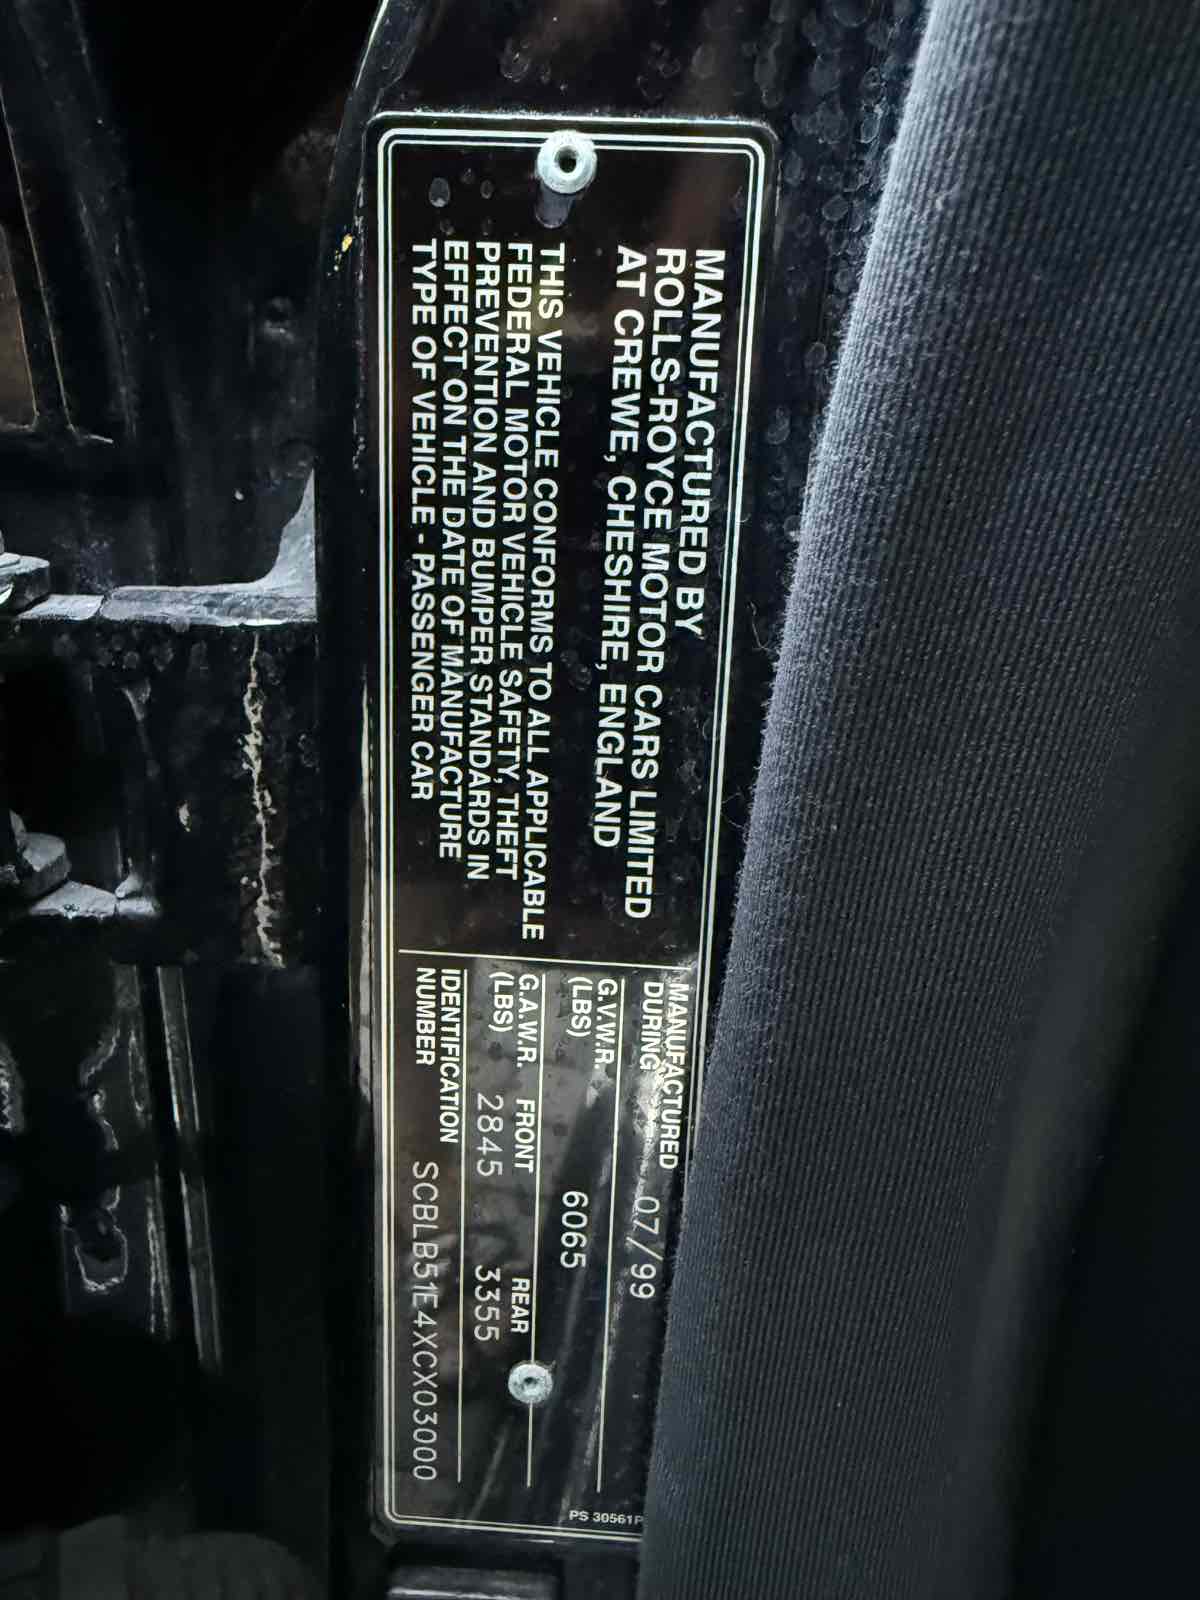 MANUFACTURED BY
ROLLS-ROYCE MOTOR CARS LIMITED
AT CREWE, CHESHIRE, ENGLAND
THIS VEHICLE CONFORMS TO ALL APPLICABLE
FEDERAL MOTOR VEHICLE SAFETY, THEFT
PREVENTION AND BUMPER STANDARDS IN
EFFECT ON THE DATE OF MANUFACTURE
TYPE OF VEHICLE - PASSENGER CAR
MANUFACTURED
DURING 07/99
G.V.W.R.
(LBS) 6065
G.A.W.R. FRONT REAR
(LBS) 2845 3355
IDENTIFICATION
NUMBER SCBLB51E4XCX03000
PS 30561P